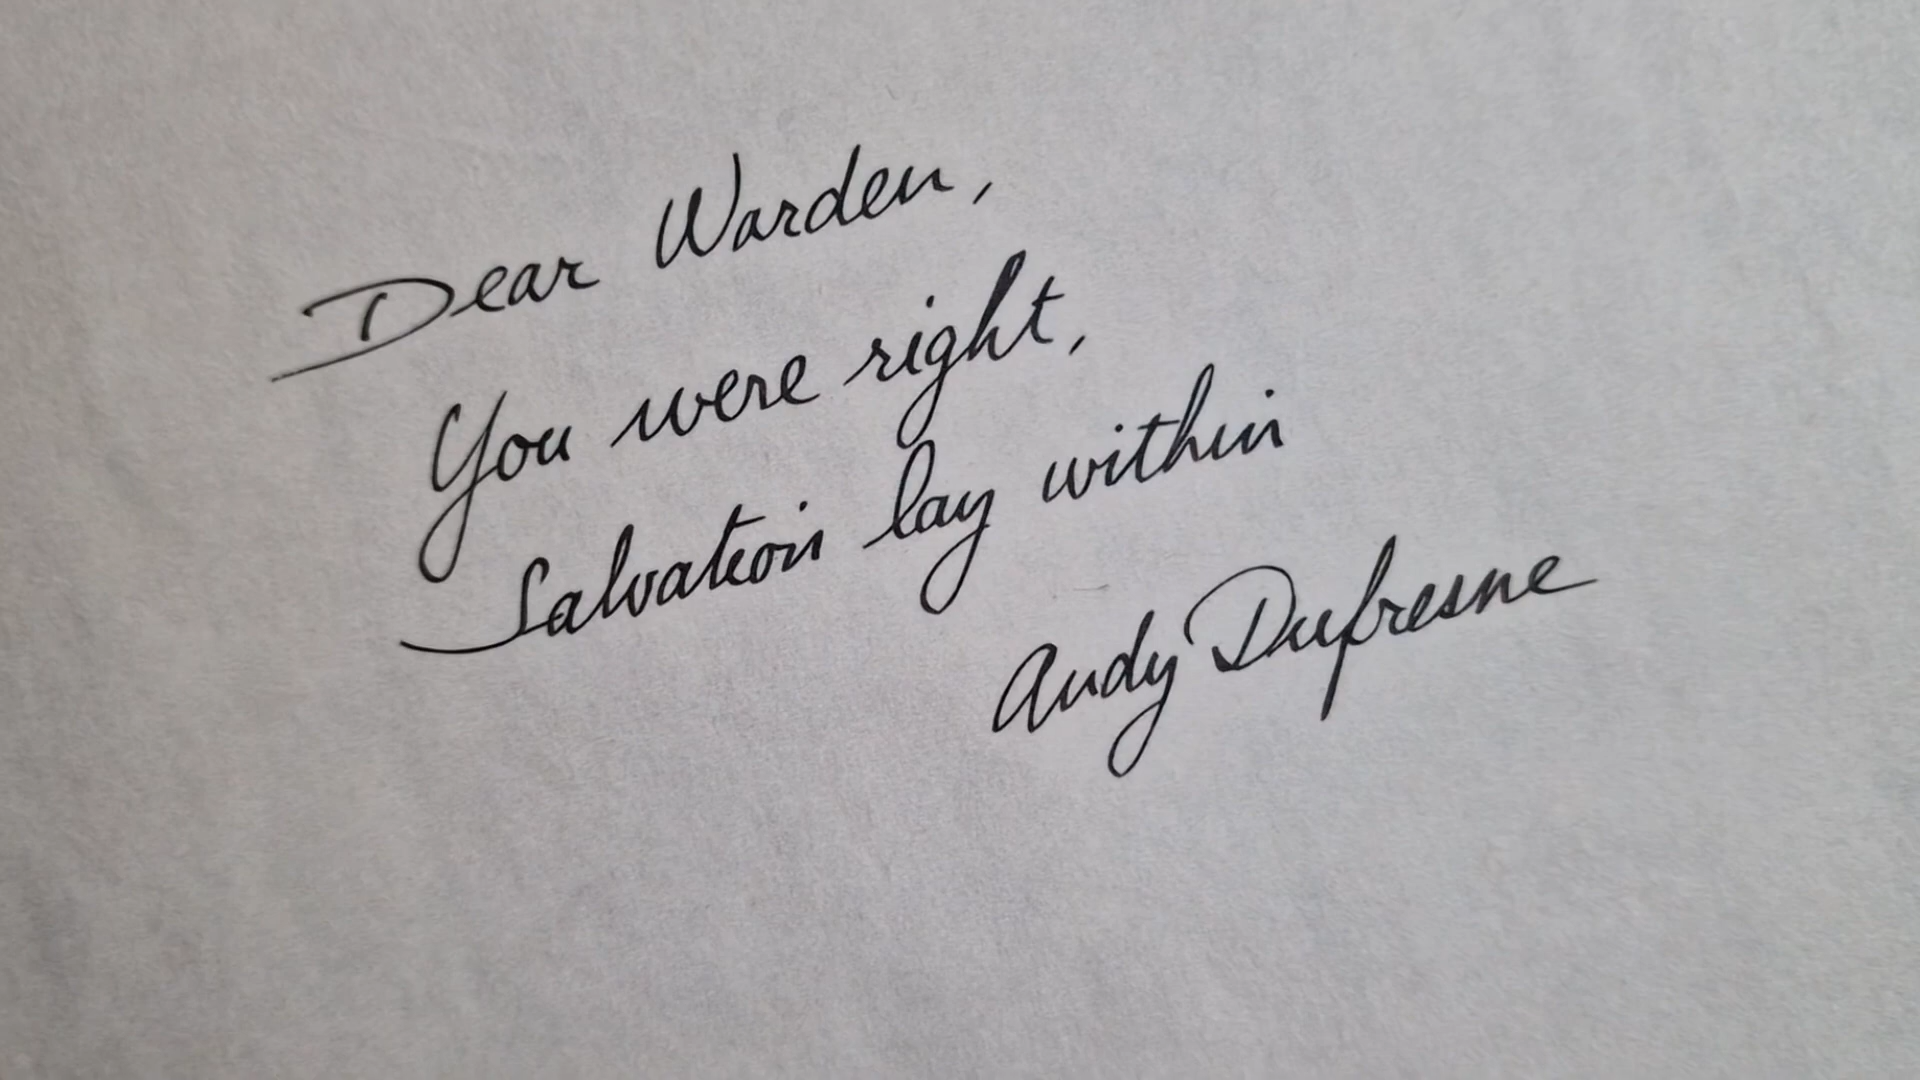 Dear Warden,
You were right,
Salvation lay within
Andy Dufresne